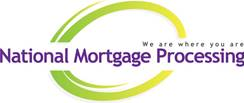 We are where you are
National Mortgage Processing